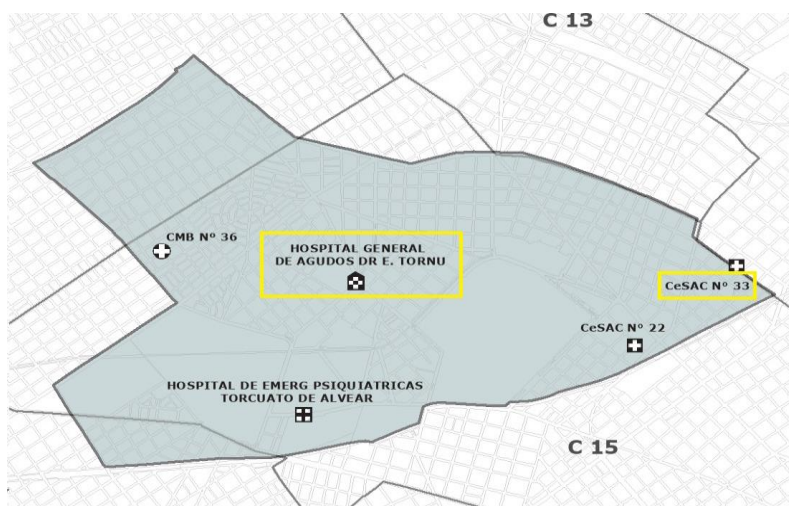 C 13
CMB Nº 36
HOSPITAL GENERAL
DE AGUDOS DR E. TORNU
CeSAC Nº 33
CeSAC Nº 22
HOSPITAL DE EMERG PSIQUIATRICAS
TORCUATO DE ALVEAR
C 15